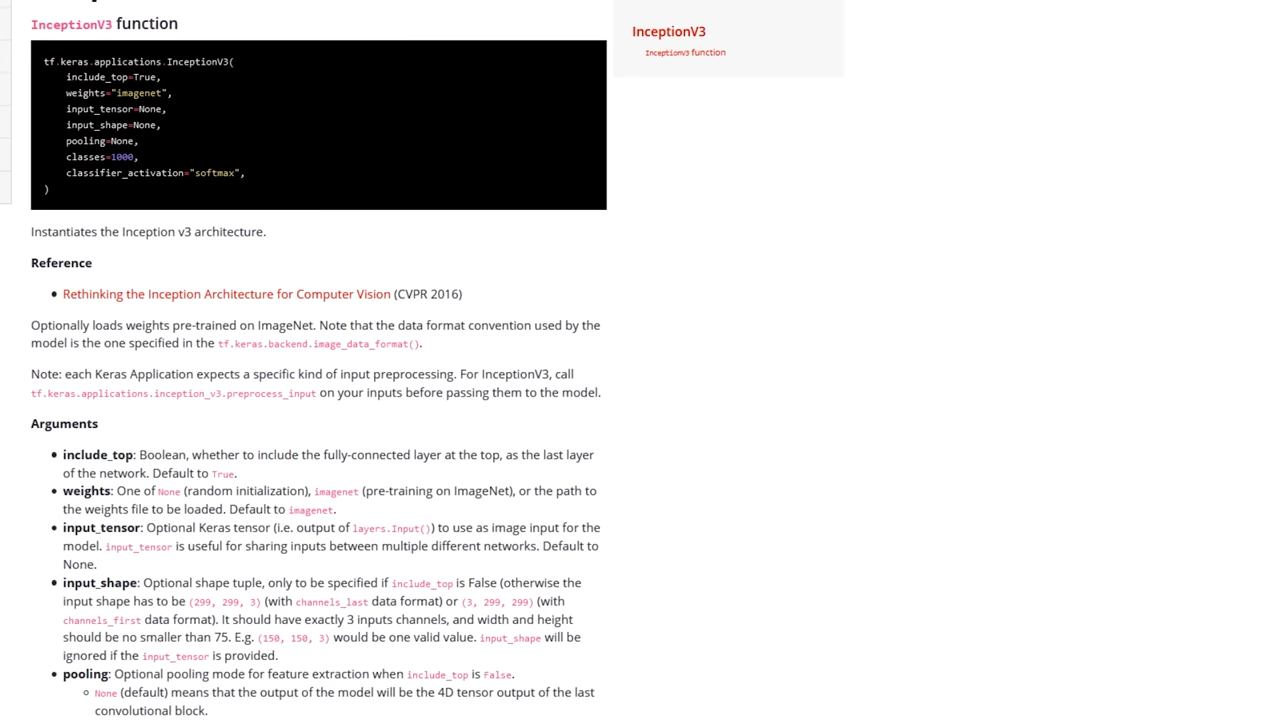 InceptionV3 function
tf.keras.applications.InceptionV3(
    include_top=True,
    weights="imagenet",
    input_tensor=None,
    input_shape=None,
    pooling=None,
    classes=1000,
    classifier_activation="softmax",
)
Instantiates the Inception v3 architecture.
Reference
• Rethinking the Inception Architecture for Computer Vision (CVPR 2016)
Optionally loads weights pre-trained on ImageNet. Note that the data format convention used by the
model is the one specified in the tf.keras.backend.image_data_format().
Note: each Keras Application expects a specific kind of input preprocessing. For InceptionV3, call
tf.keras.applications.inception_v3.preprocess_input on your inputs before passing them to the model.
Arguments
• include_top: Boolean, whether to include the fully-connected layer at the top, as the last layer
of the network. Default to True.
• weights: One of None (random initialization), imagenet (pre-training on ImageNet), or the path to
the weights file to be loaded. Default to imagenet.
• input_tensor: Optional Keras tensor (i.e. output of layers.Input()) to use as image input for the
model. input_tensor is useful for sharing inputs between multiple different networks. Default to
None.
• input_shape: Optional shape tuple, only to be specified if include_top is False (otherwise the
input shape has to be (299, 299, 3) (with channels_last data format) or (3, 299, 299) (with
channels_first data format). It should have exactly 3 inputs channels, and width and height
should be no smaller than 75. E.g. (150, 150, 3) would be one valid value. input_shape will be
ignored if the input_tensor is provided.
• pooling: Optional pooling mode for feature extraction when include_top is False.
◦ None (default) means that the output of the model will be the 4D tensor output of the last
convolutional block.
InceptionV3
InceptionV3 function